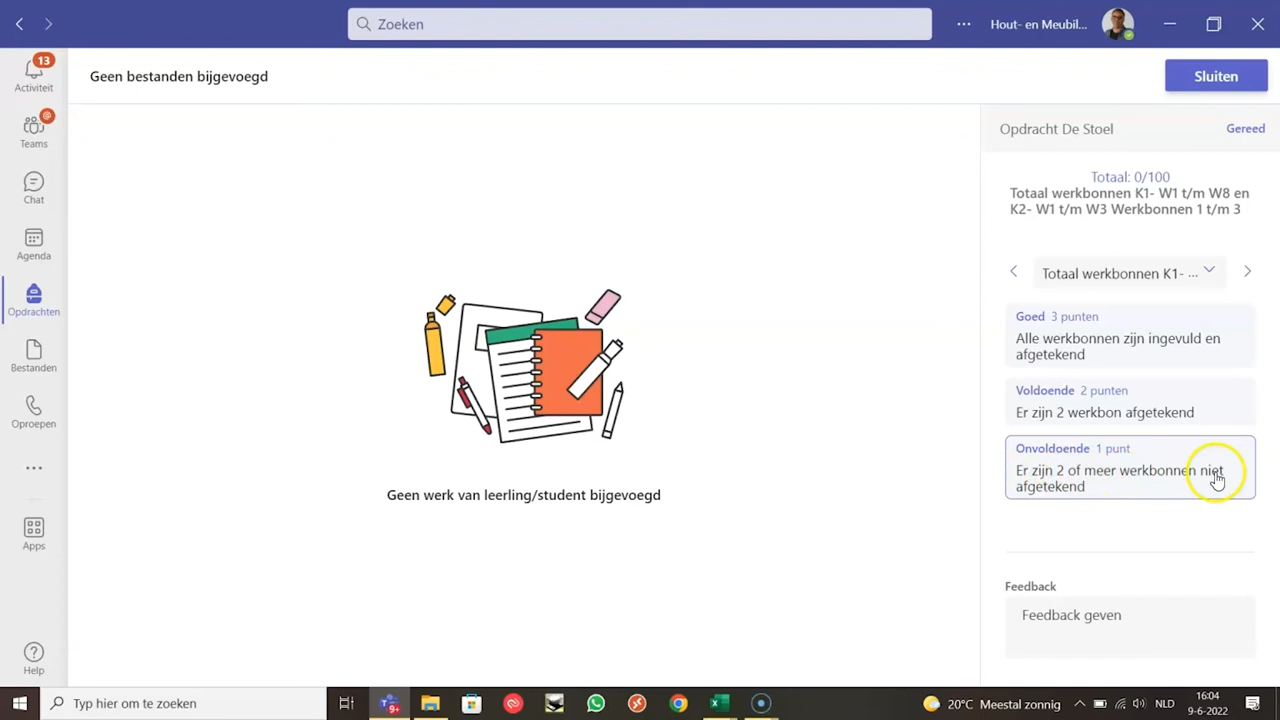 Zoeken
Hout- en Meubil...
13
Activiteit
Teams
Chat
Agenda
Opdrachten
Bestanden
Oproepen
Apps
Help
Geen bestanden bijgevoegd
Sluiten
Geen werk van leerling/student bijgevoegd
Opdracht De Stoel
Gereed
Totaal: 0/100
Totaal werkbonnen K1- W1 t/m W8 en
K2- W1 t/m W3 Werkbonnen 1 t/m 3
Totaal werkbonnen K1- ...
Goed 3 punten
Alle werkbonnen zijn ingevuld en
afgetekend
Voldoende 2 punten
Er zijn 2 werkbon afgetekend
Onvoldoende 1 punt
Er zijn 2 of meer werkbonnen niet
afgetekend
Feedback
Feedback geven
Typ hier om te zoeken
9+
20°C Meestal zonnig
NLD
16:04
9-6-2022